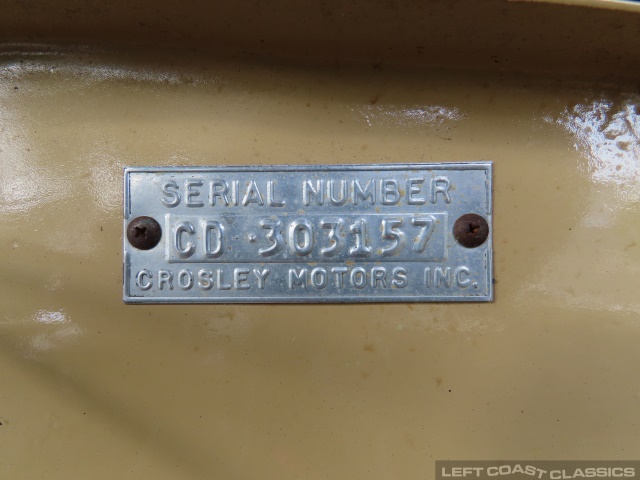 SERIAL NUMBER
CD·303157
CROSLEY MOTORS INC.
LEFT COAST CLASSICS